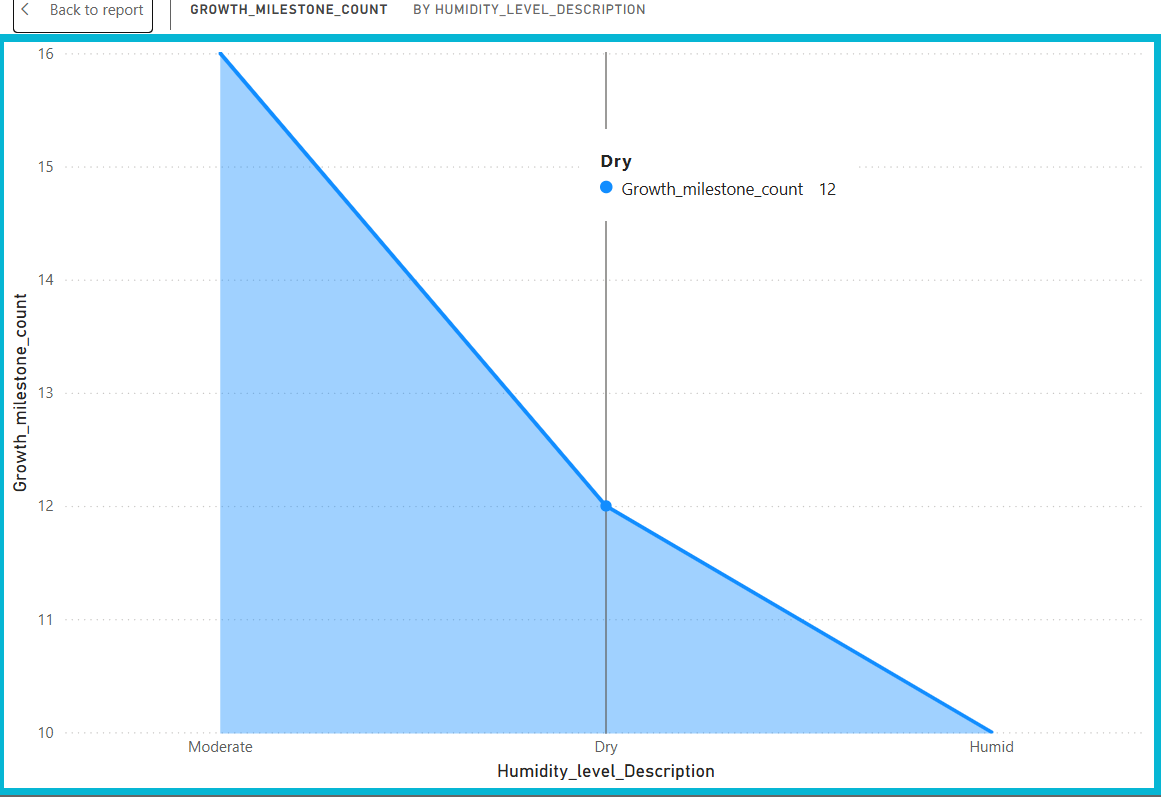 Back to report GROWTH_MILESTONE_COUNT BY HUMIDITY_LEVEL_DESCRIPTION
16
Dry
15
Growth_milestone_count 12
14
13
12
11
10
Growth_milestone_count
Moderate Dry Humid
Humidity_level_Description